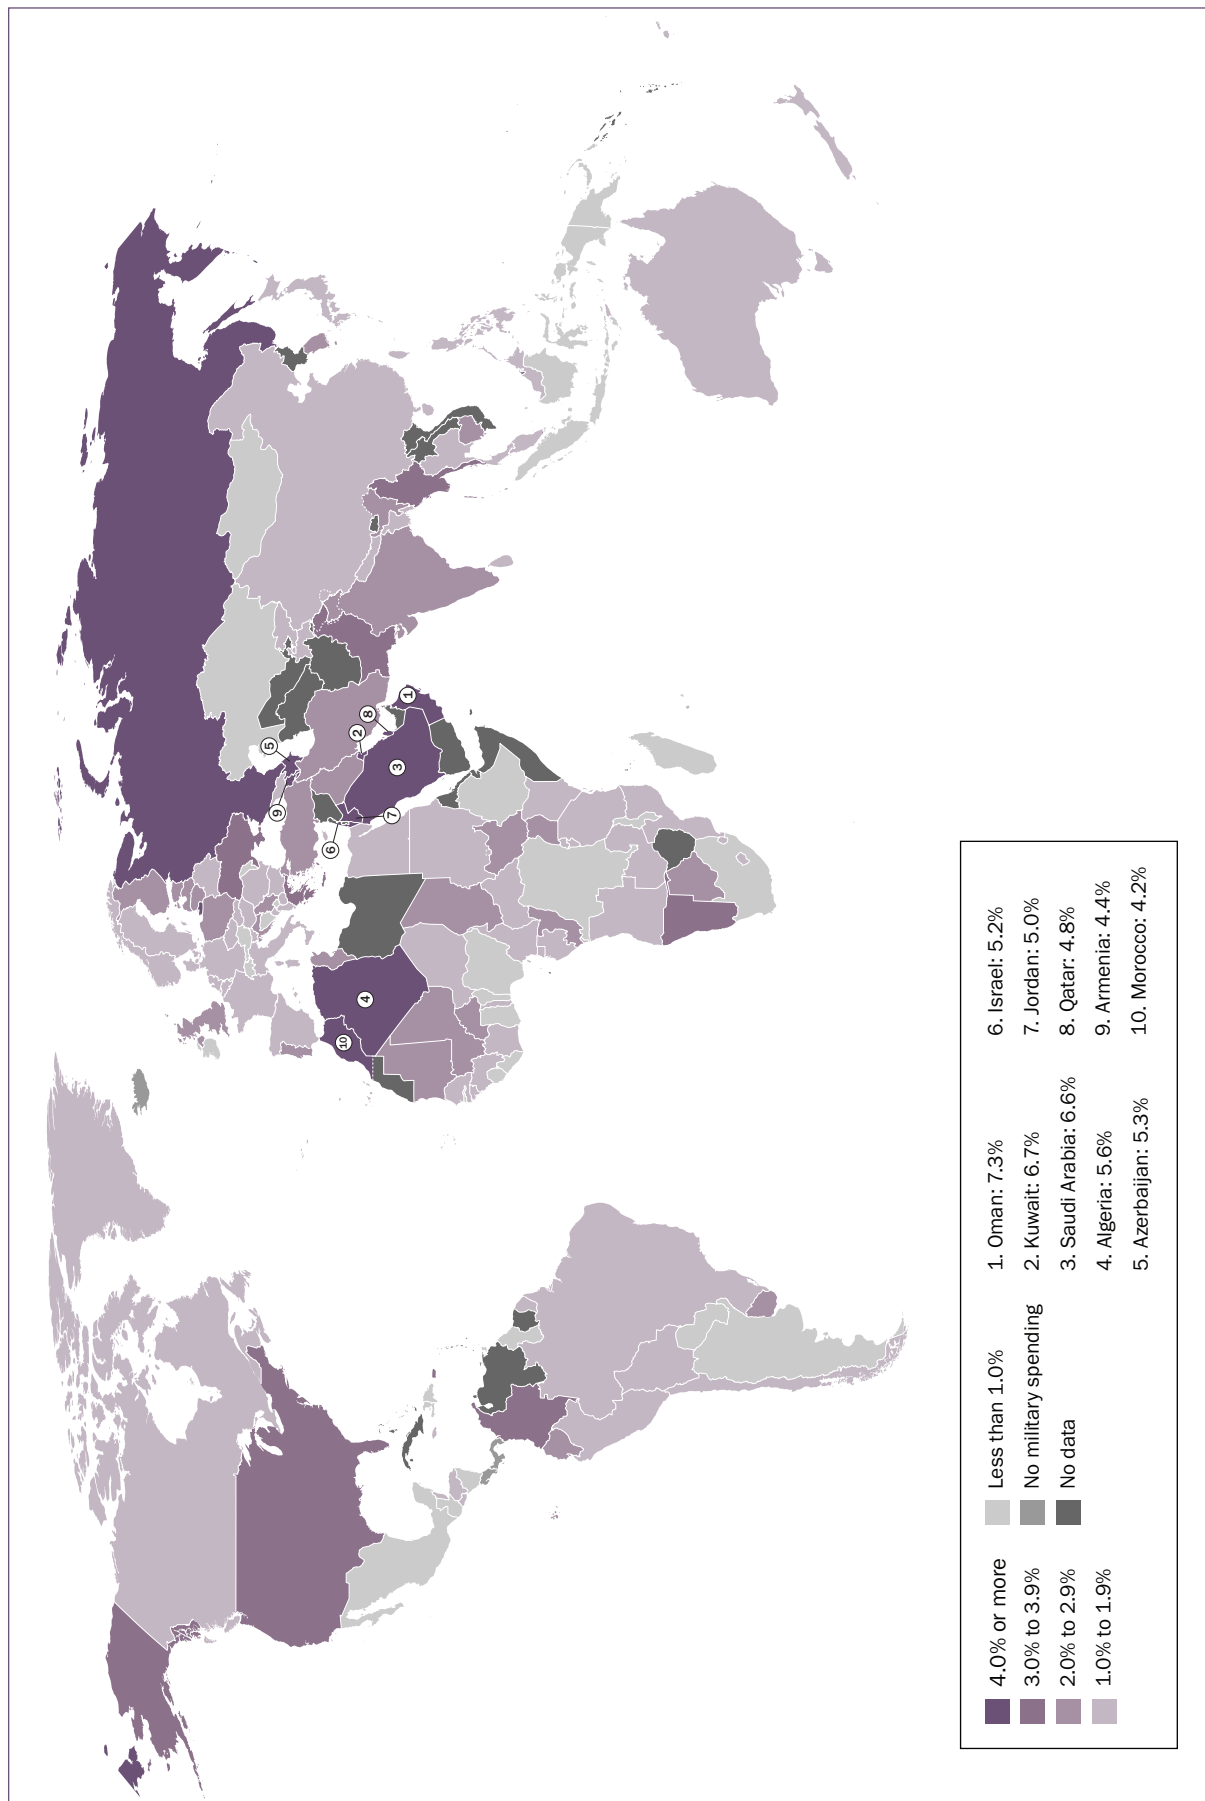 5
2
8
1
3
9
7
6
4
10
4.0% or more
3.0% to 3.9%
2.0% to 2.9%
1.0% to 1.9%
Less than 1.0%
No military spending
No data
1. Oman: 7.3%
2. Kuwait: 6.7%
3. Saudi Arabia: 6.6%
4. Algeria: 5.6%
5. Azerbaijan: 5.3%
6. Israel: 5.2%
7. Jordan: 5.0%
8. Qatar: 4.8%
9. Armenia: 4.4%
10. Morocco: 4.2%